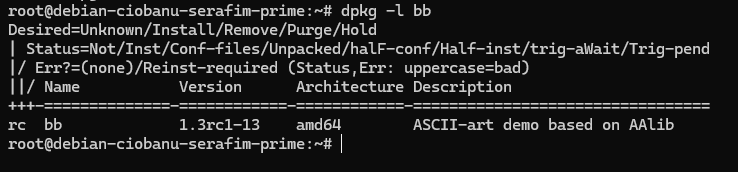 root@debian-ciobanu-serafim-prime:~# dpkg -l bb
Desired=Unknown/Install/Remove/Purge/Hold
| Status=Not/Inst/Conf-files/Unpacked/halF-conf/Half-inst/trig-aWait/Trig-pend
|/ Err?=(none)/Reinst-required (Status,Err: uppercase=bad)
||/ Name           Version      Architecture Description
+++-==============-============-============-=================================
rc  bb             1.3rc1-13    amd64        ASCII-art demo based on AAlib
root@debian-ciobanu-serafim-prime:~#